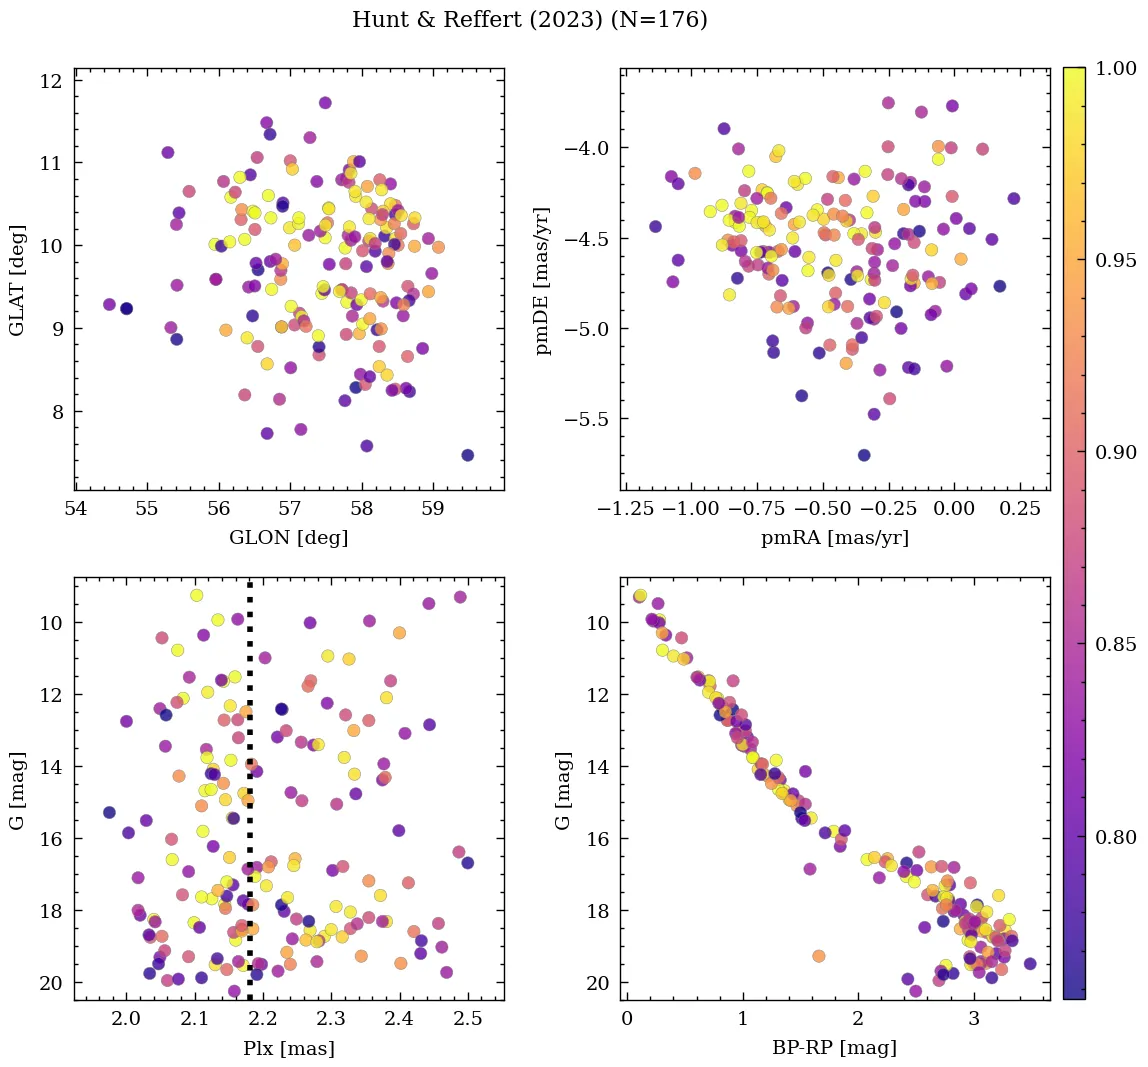 Hunt & Reffert (2023) (N=176)
12
11
10
9
8
GLAT [deg]
54 55 56 57 58 59
GLON [deg]
−4.0
−4.5
−5.0
−5.5
pmDE [mas/yr]
−1.25 −1.00 −0.75 −0.50 −0.25 0.00 0.25
pmRA [mas/yr]
1.00
0.95
0.90
0.85
0.80
10
12
14
16
18
20
G [mag]
2.0 2.1 2.2 2.3 2.4 2.5
Plx [mas]
10
12
14
16
18
20
G [mag]
0 1 2 3
BP-RP [mag]